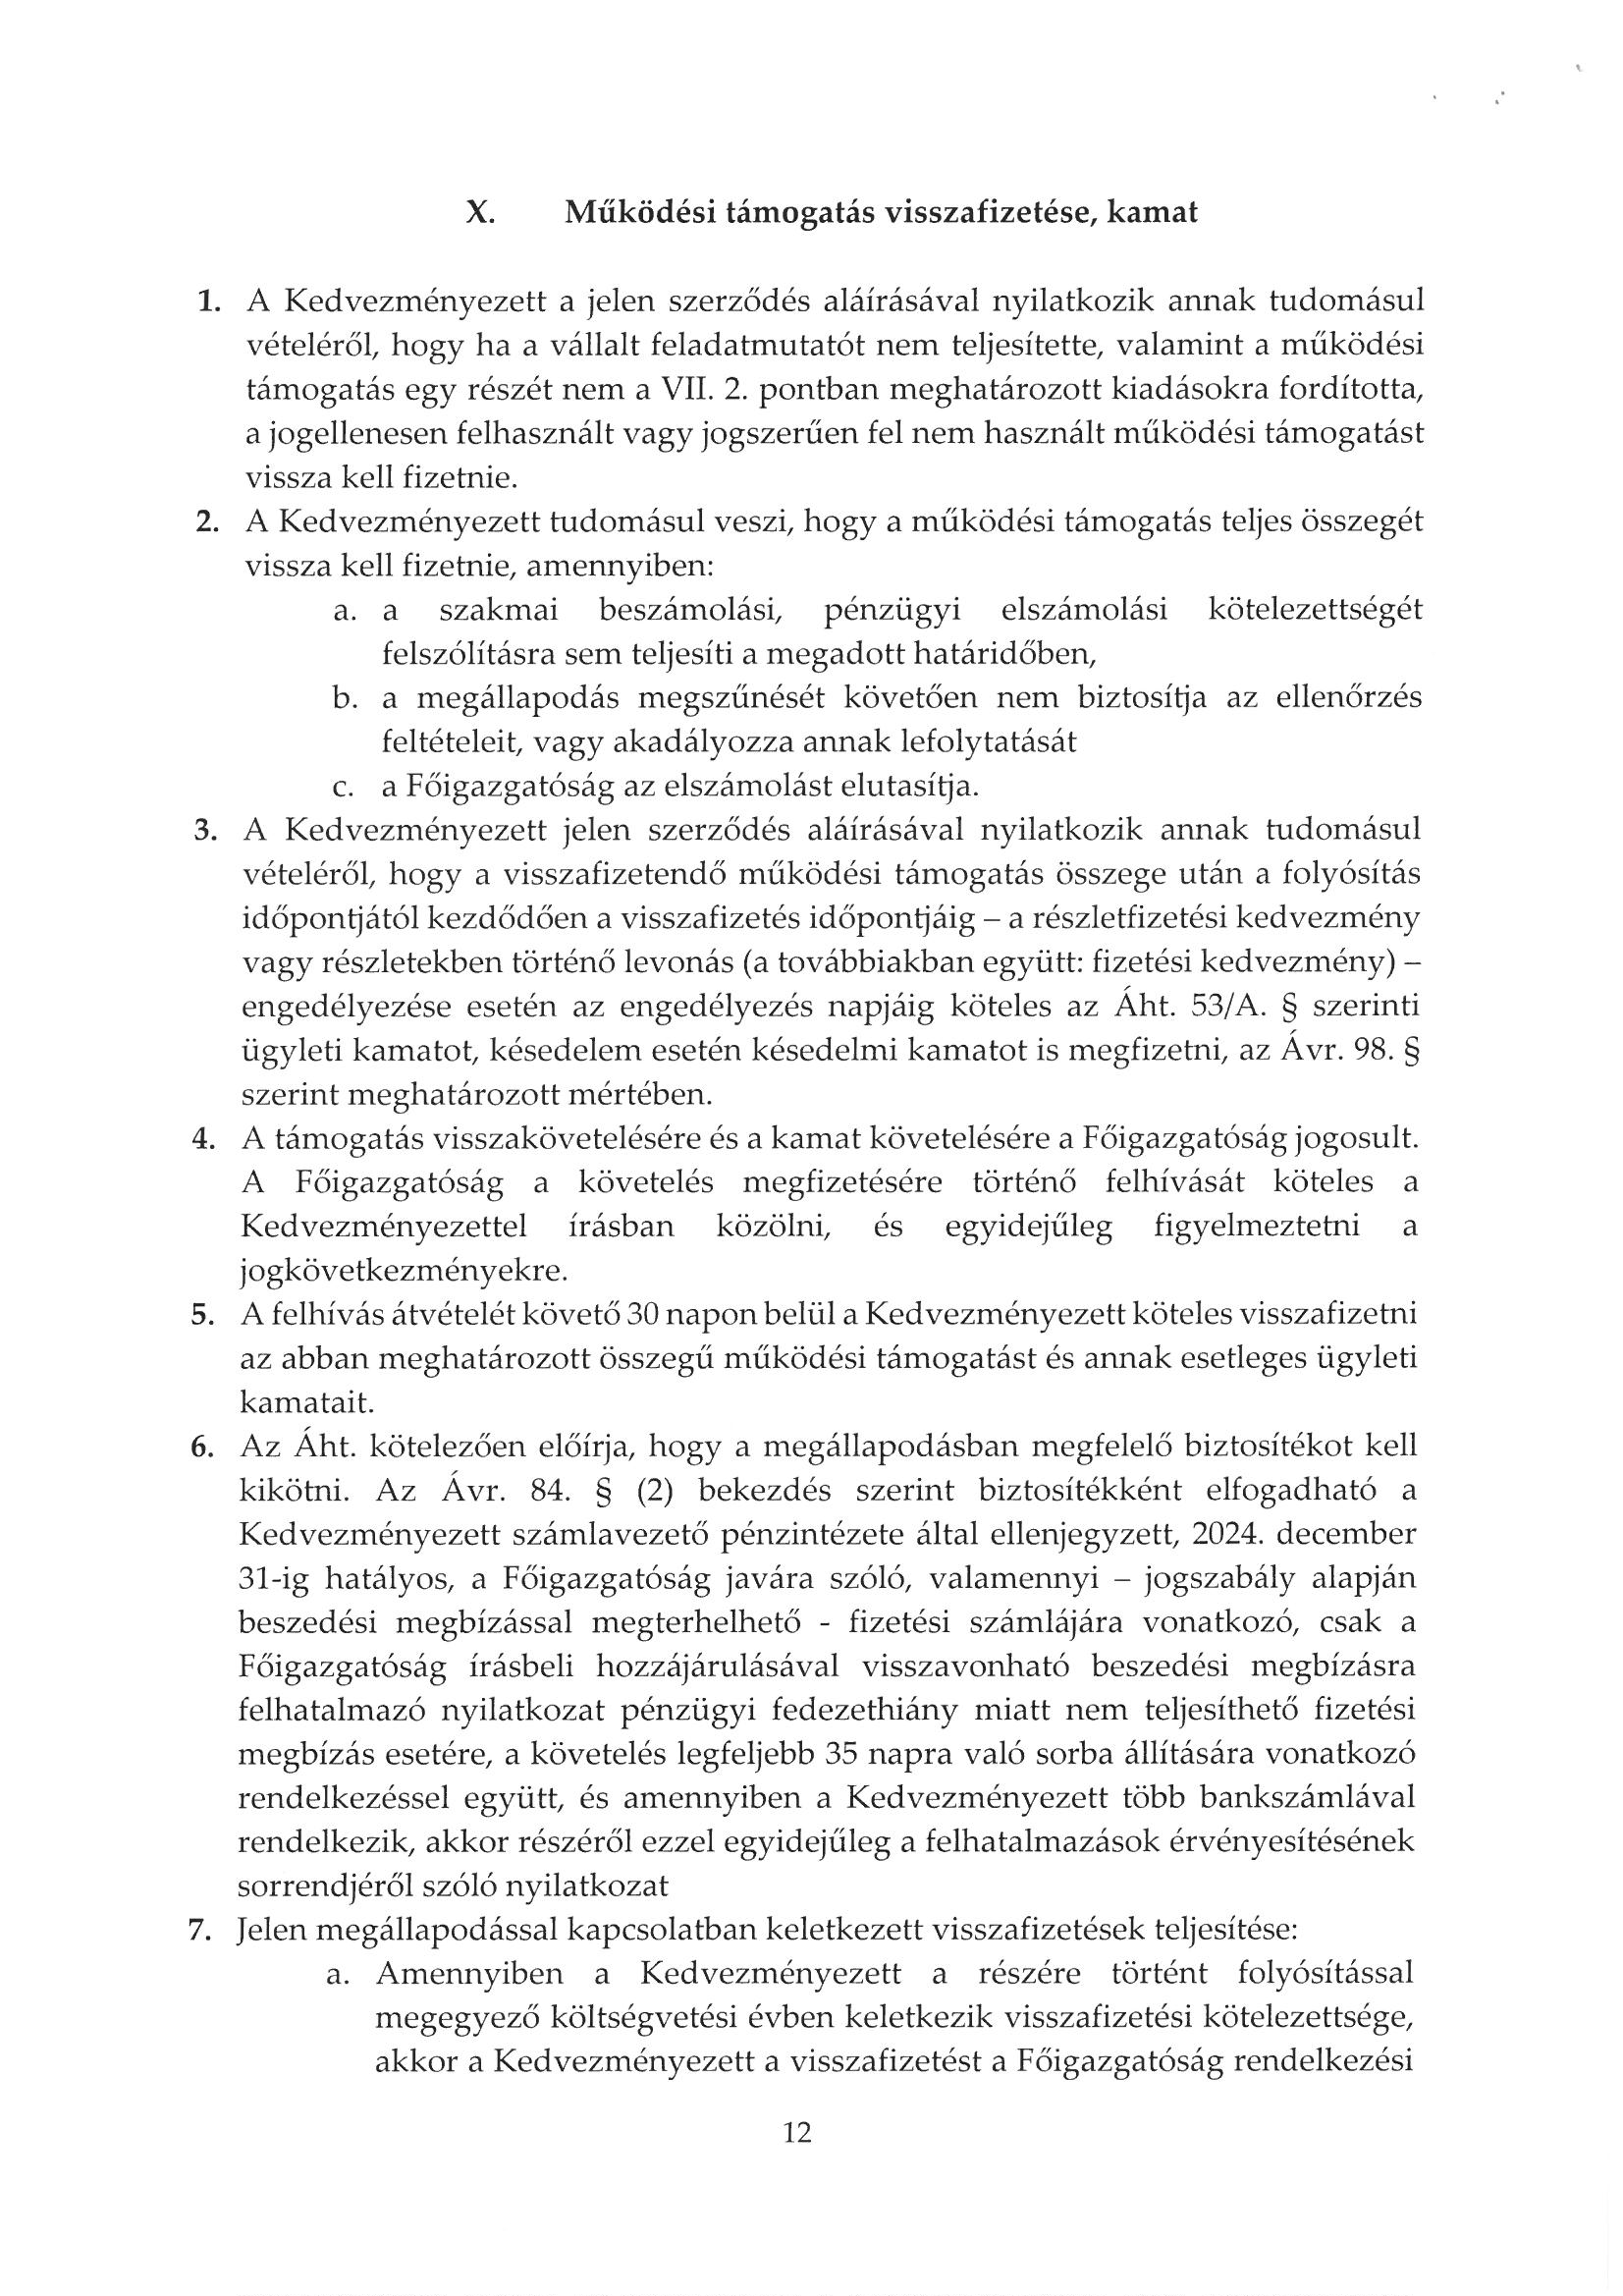 X. Működési támogatás visszafizetése, kamat
1. A Kedvezményezett a jelen szerződés aláírásával nyilatkozik annak tudomásul
vételéről, hogy ha a vállalt feladatmutatót nem teljesítette, valamint a működési
támogatás egy részét nem a VII. 2. pontban meghatározott kiadásokra fordította,
a jogellenesen felhasznált vagy jogszerűen fel nem használt működési támogatást
vissza kell fizetnie.
2. A Kedvezményezett tudomásul veszi, hogy a működési támogatás teljes összegét
vissza kell fizetnie, amennyiben:
a. a szakmai beszámolási, pénzügyi elszámolási kötelezettségét
felszólításra sem teljesíti a megadott határidőben,
b. a megállapodás megszűnését követően nem biztosítja az ellenőrzés
feltételeit, vagy akadályozza annak lefolytatását
c. a Főigazgatóság az elszámolást elutasítja.
3. A Kedvezményezett jelen szerződés aláírásával nyilatkozik annak tudomásul
vételéről, hogy a visszafizetendő működési támogatás összege után a folyósítás
időpontjától kezdődően a visszafizetés időpontjáig – a részletfizetési kedvezmény
vagy részletekben történő levonás (a továbbiakban együtt: fizetési kedvezmény) –
engedélyezése esetén az engedélyezés napjáig köteles az Áht. 53/A. § szerinti
ügyleti kamatot, késedelem esetén késedelmi kamatot is megfizetni, az Ávr. 98. §
szerint meghatározott mértében.
4. A támogatás visszakövetelésére és a kamat követelésére a Főigazgatóság jogosult.
A Főigazgatóság a követelés megfizetésére történő felhívását köteles a
Kedvezményezettel írásban közölni, és egyidejűleg figyelmeztetni a
jogkövetkezményekre.
5. A felhívás átvételét követő 30 napon belül a Kedvezményezett köteles visszafizetni
az abban meghatározott összegű működési támogatást és annak esetleges ügyleti
kamatait.
6. Az Áht. kötelezően előírja, hogy a megállapodásban megfelelő biztosítékot kell
kikötni. Az Ávr. 84. § (2) bekezdés szerint biztosítékként elfogadható a
Kedvezményezett számlavezető pénzintézete által ellenjegyzett, 2024. december
31-ig hatályos, a Főigazgatóság javára szóló, valamennyi – jogszabály alapján
beszedési megbízással megterhelhető - fizetési számlájára vonatkozó, csak a
Főigazgatóság írásbeli hozzájárulásával visszavonható beszedési megbízásra
felhatalmazó nyilatkozat pénzügyi fedezethiány miatt nem teljesíthető fizetési
megbízás esetére, a követelés legfeljebb 35 napra való sorba állítására vonatkozó
rendelkezéssel együtt, és amennyiben a Kedvezményezett több bankszámlával
rendelkezik, akkor részéről ezzel egyidejűleg a felhatalmazások érvényesítésének
sorrendjéről szóló nyilatkozat
7. Jelen megállapodással kapcsolatban keletkezett visszafizetések teljesítése:
a. Amennyiben a Kedvezményezett a részére történt folyósítással
megegyező költségvetési évben keletkezik visszafizetési kötelezettsége,
akkor a Kedvezményezett a visszafizetést a Főigazgatóság rendelkezési
12